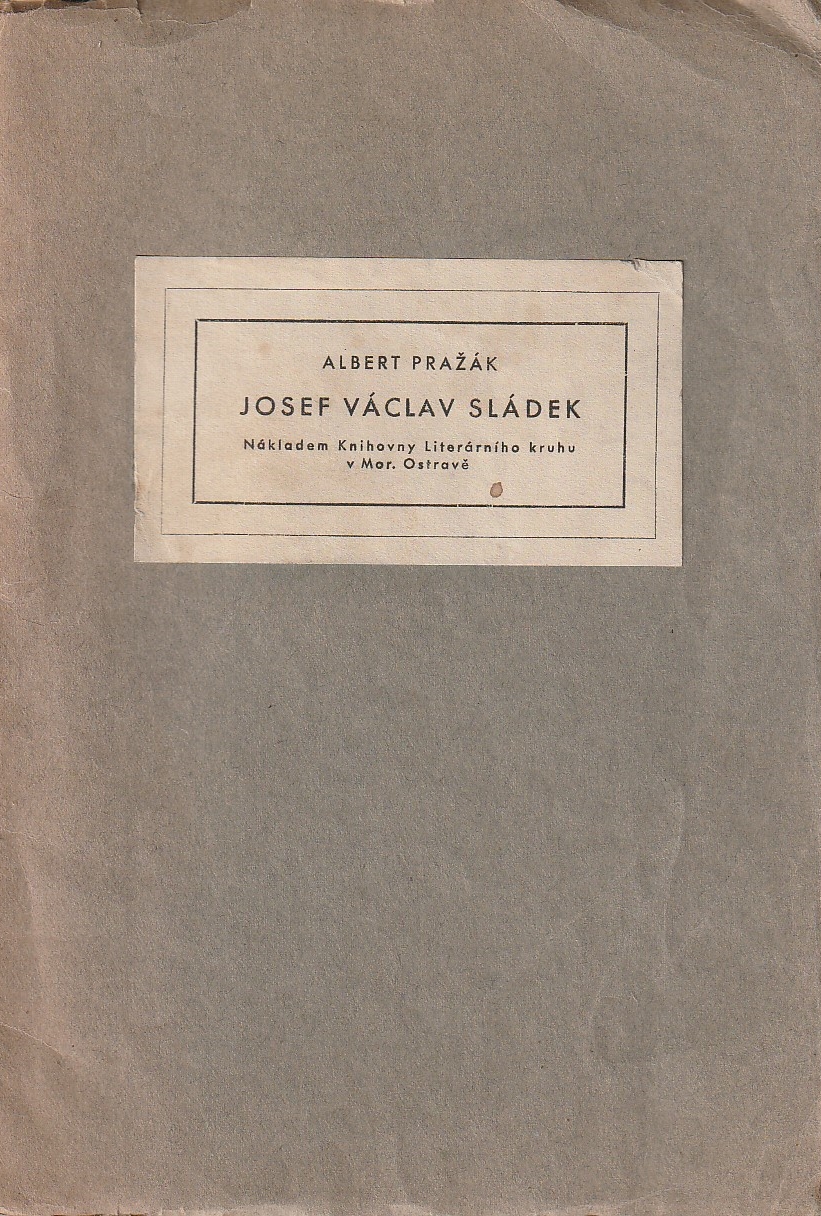 ALBERT PRAŽÁK
JOSEF VÁCLAV SLÁDEK
Nákladem Knihovny Literárního kruhu
v Mor. Ostravě